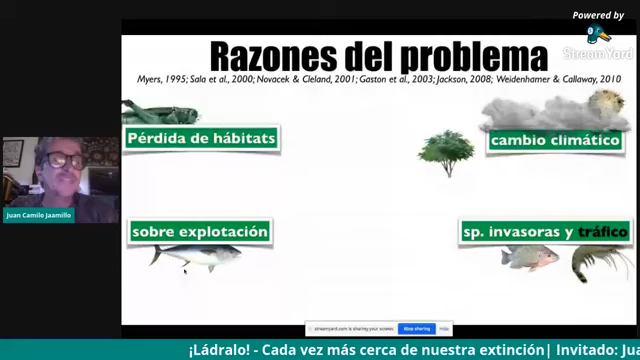 Powered by
StreamYard
Razones del problema
Myers, 1995; Sala et al., 2000; Novacek & Cleland, 2001; Gaston et al., 2003; Jackson, 2008; Weidenhamer & Callaway, 2010
Pérdida de hábitats
cambio climático
Juan Camilo Jaamillo
sobre explotación
sp. invasoras y tráfico
streamyard.com is sharing your screen.
Stop sharing
Hide
¡Ládralo! - Cada vez más cerca de nuestra extinción| Invitado: Jua